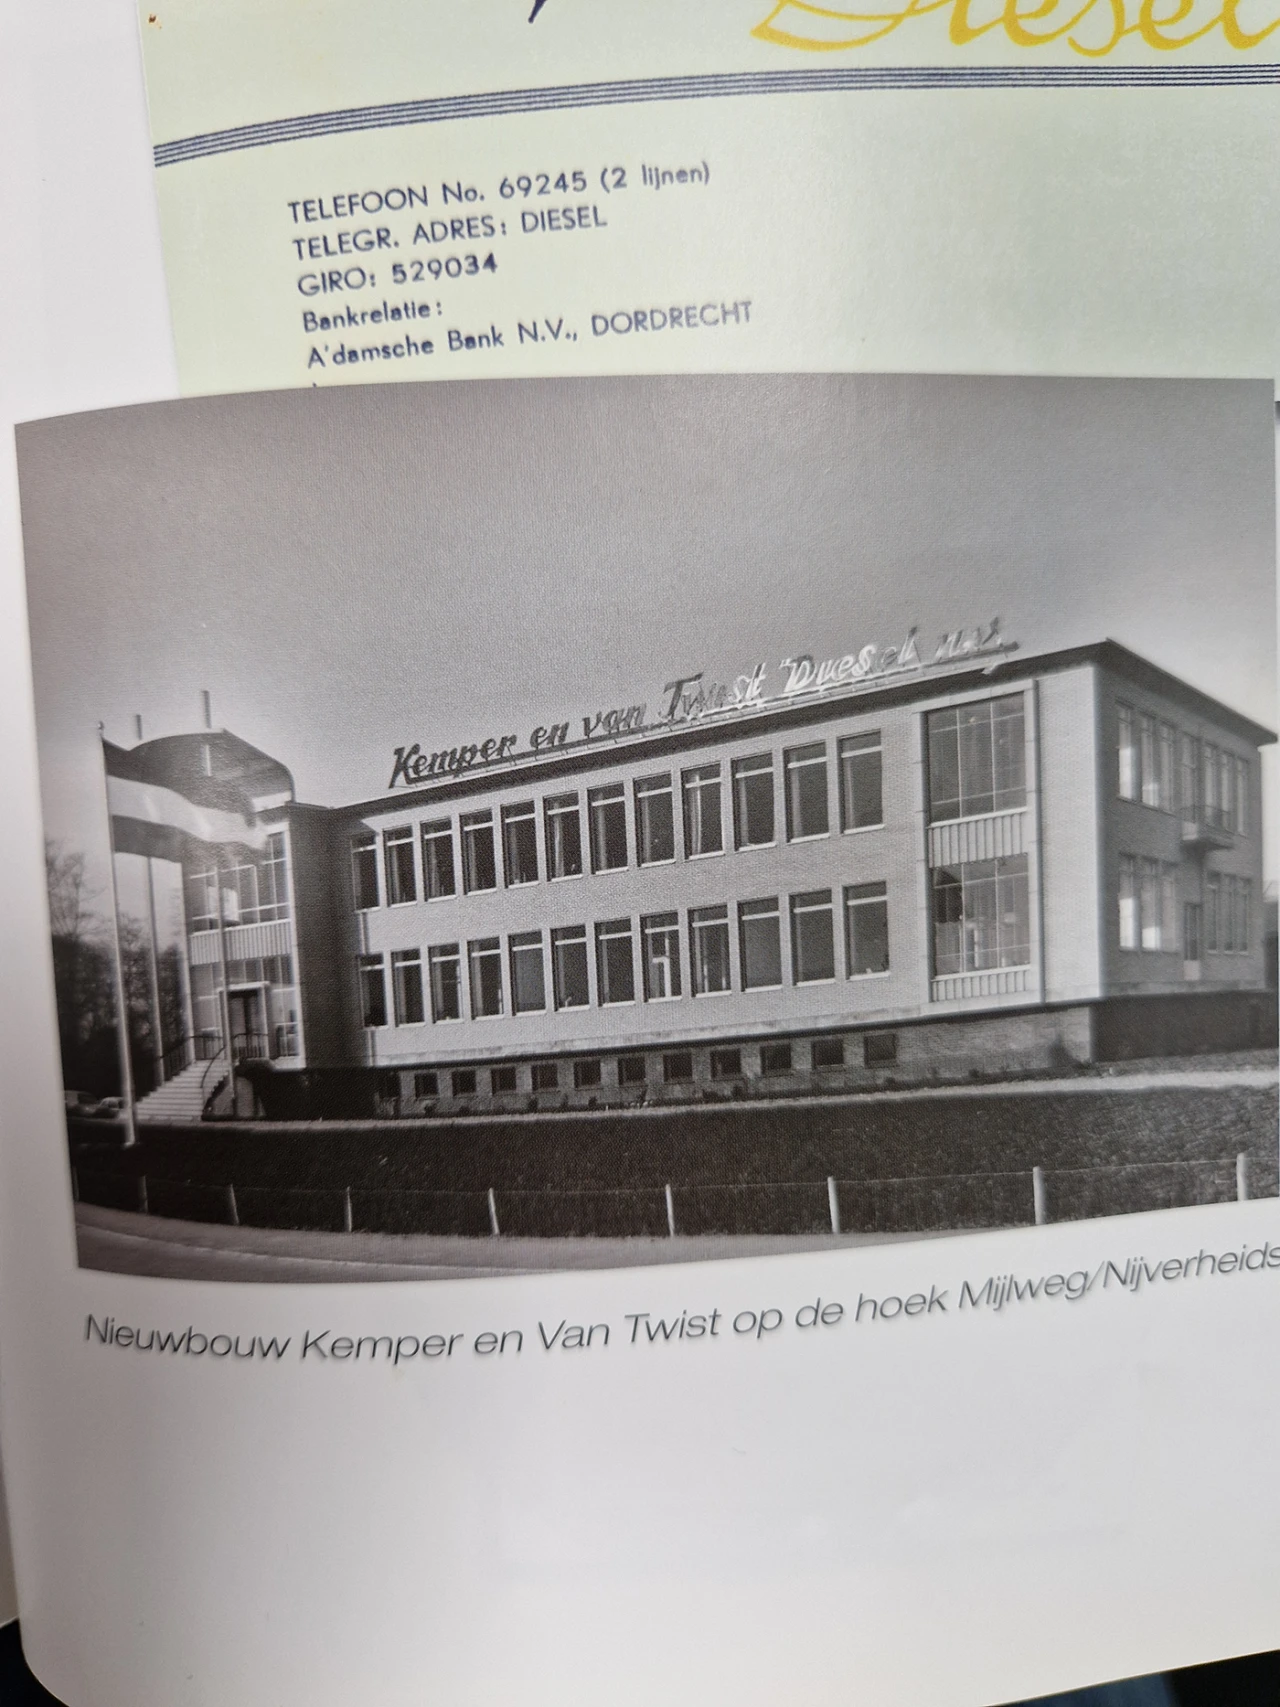 Diesel
TELEFOON No. 69245 (2 lijnen)
TELEGR. ADRES: DIESEL
GIRO: 529034
Bankrelatie:
A'damsche Bank N.V., DORDRECHT
Kemper en van Twist Diesel n.v.
Nieuwbouw Kemper en Van Twist op de hoek Mijlweg/Nijverheids